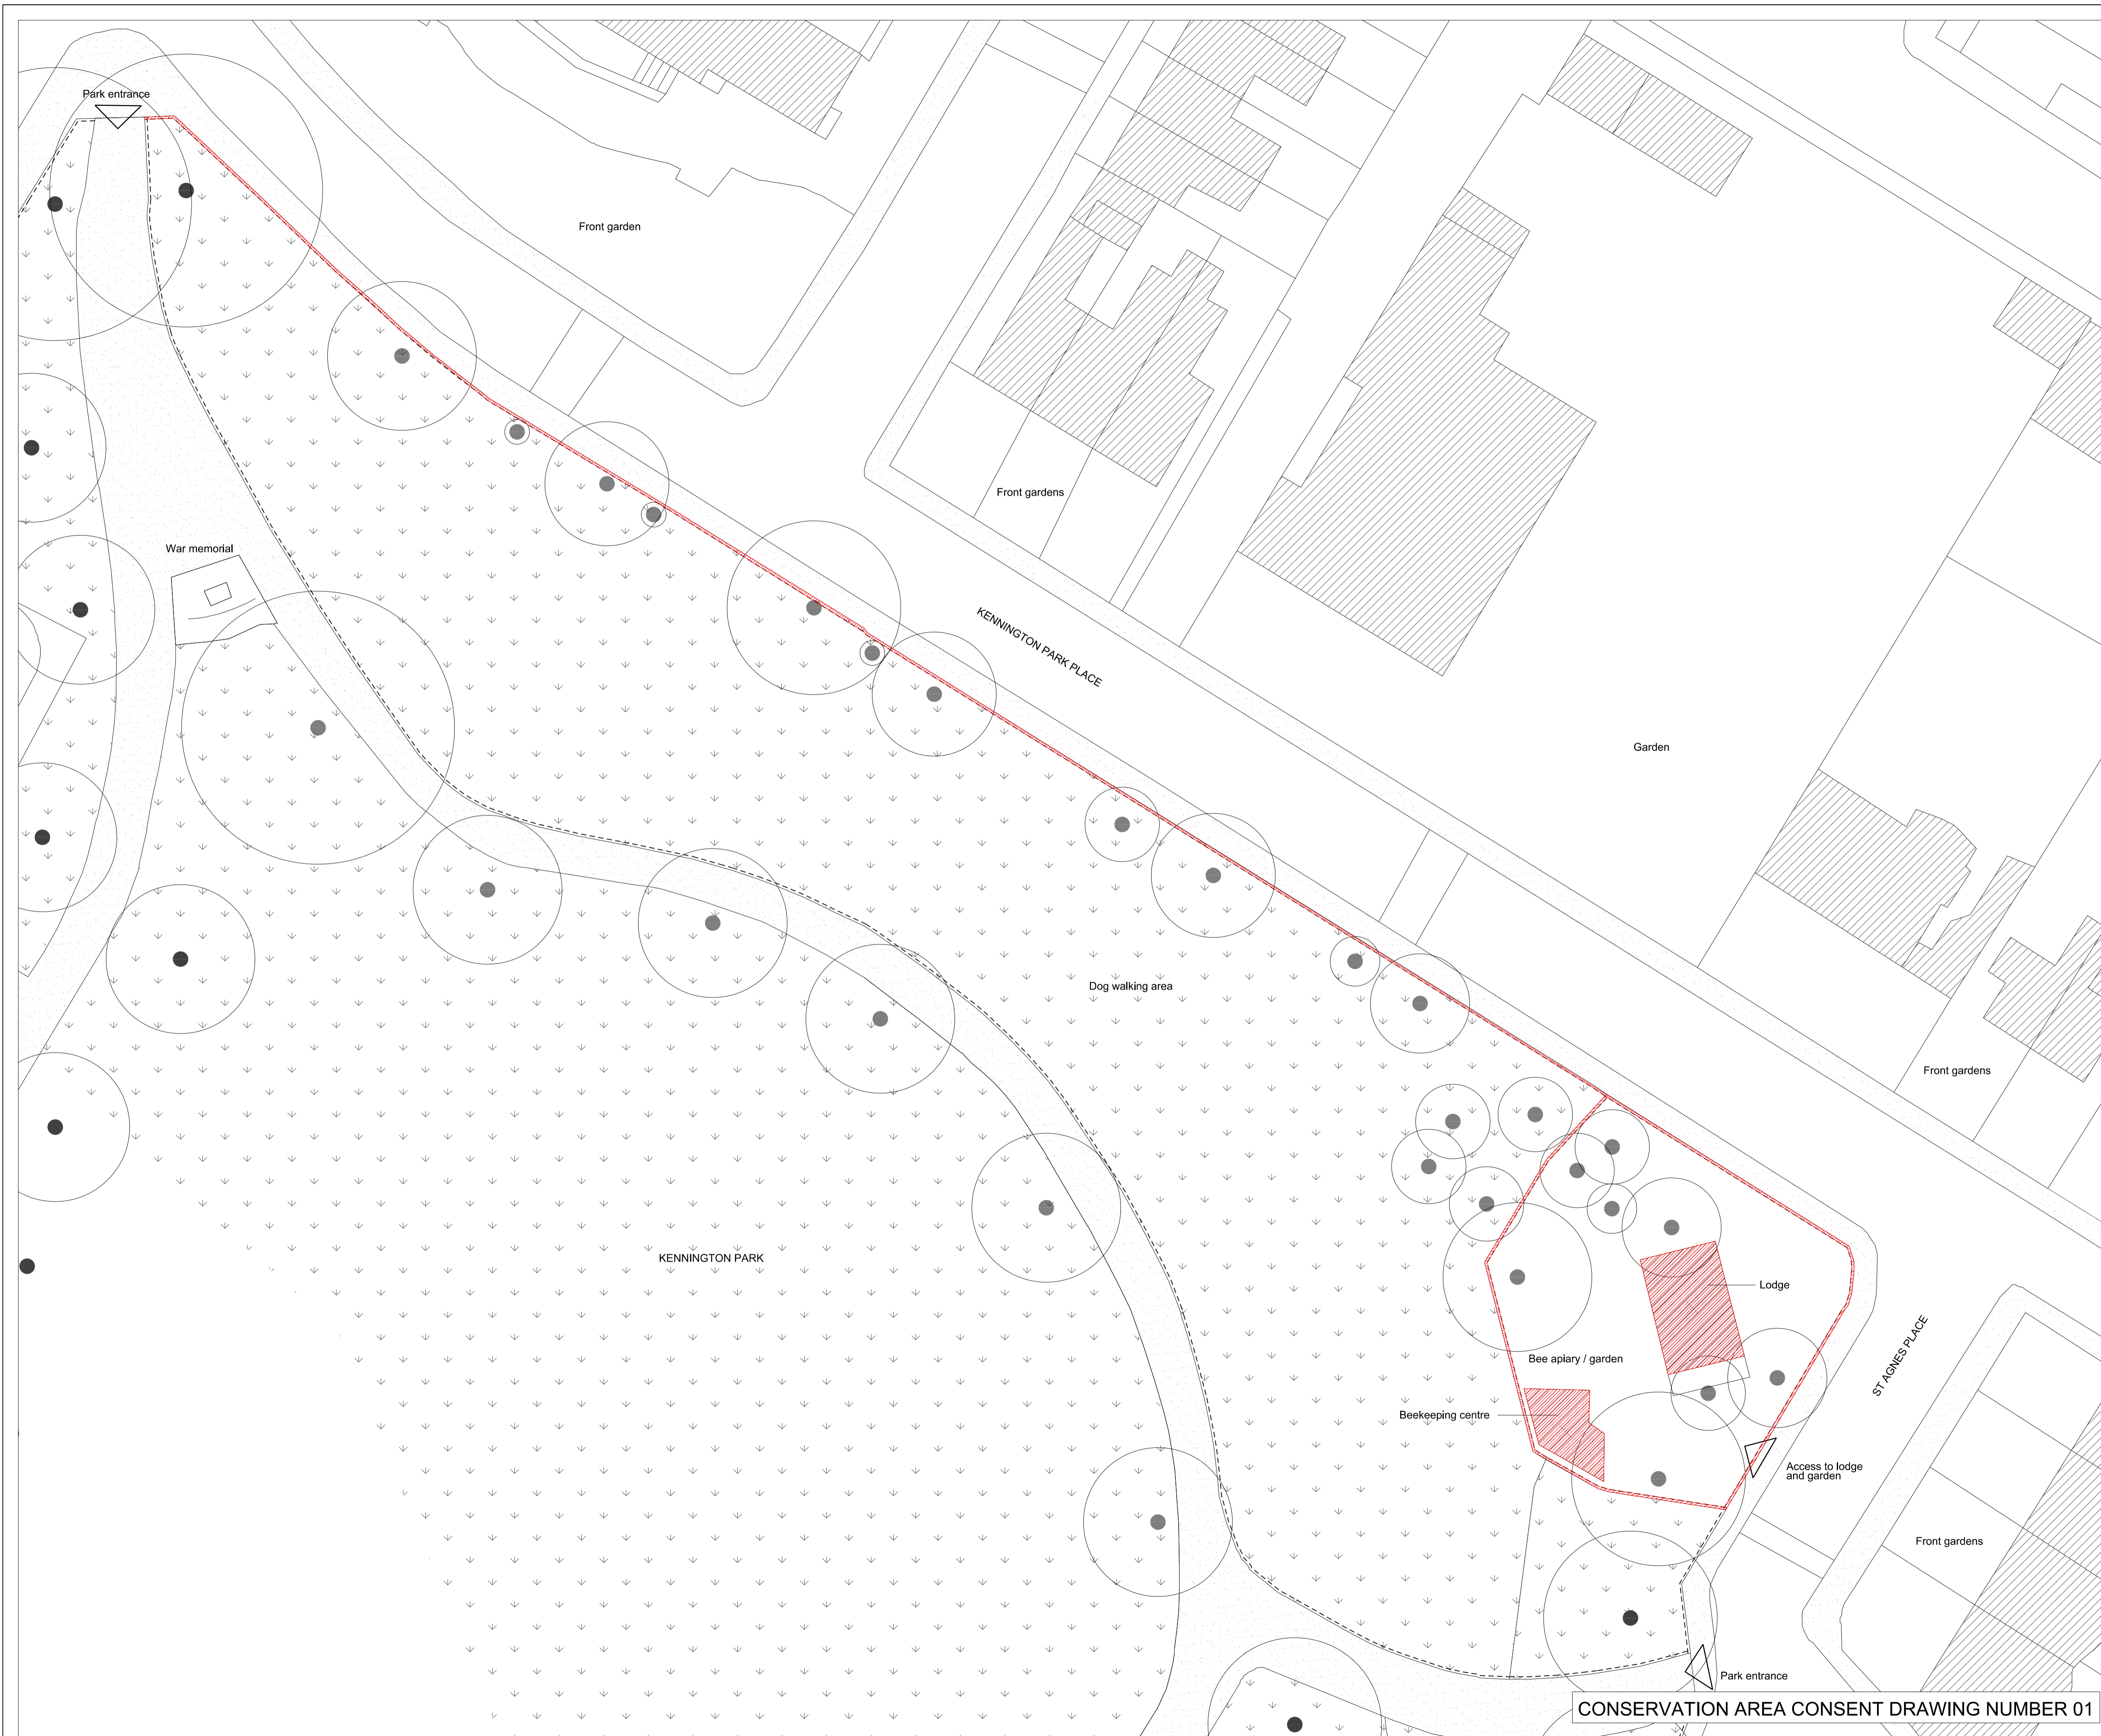 Park entrance
Front garden
Front gardens
War memorial
KENNINGTON PARK PLACE
Garden
Dog walking area
Front gardens
KENNINGTON PARK
Lodge
Bee apiary / garden
ST AGNES PLACE
Beekeeping centre
Access to lodge
and garden
Front gardens
Park entrance
CONSERVATION AREA CONSENT DRAWING NUMBER 01